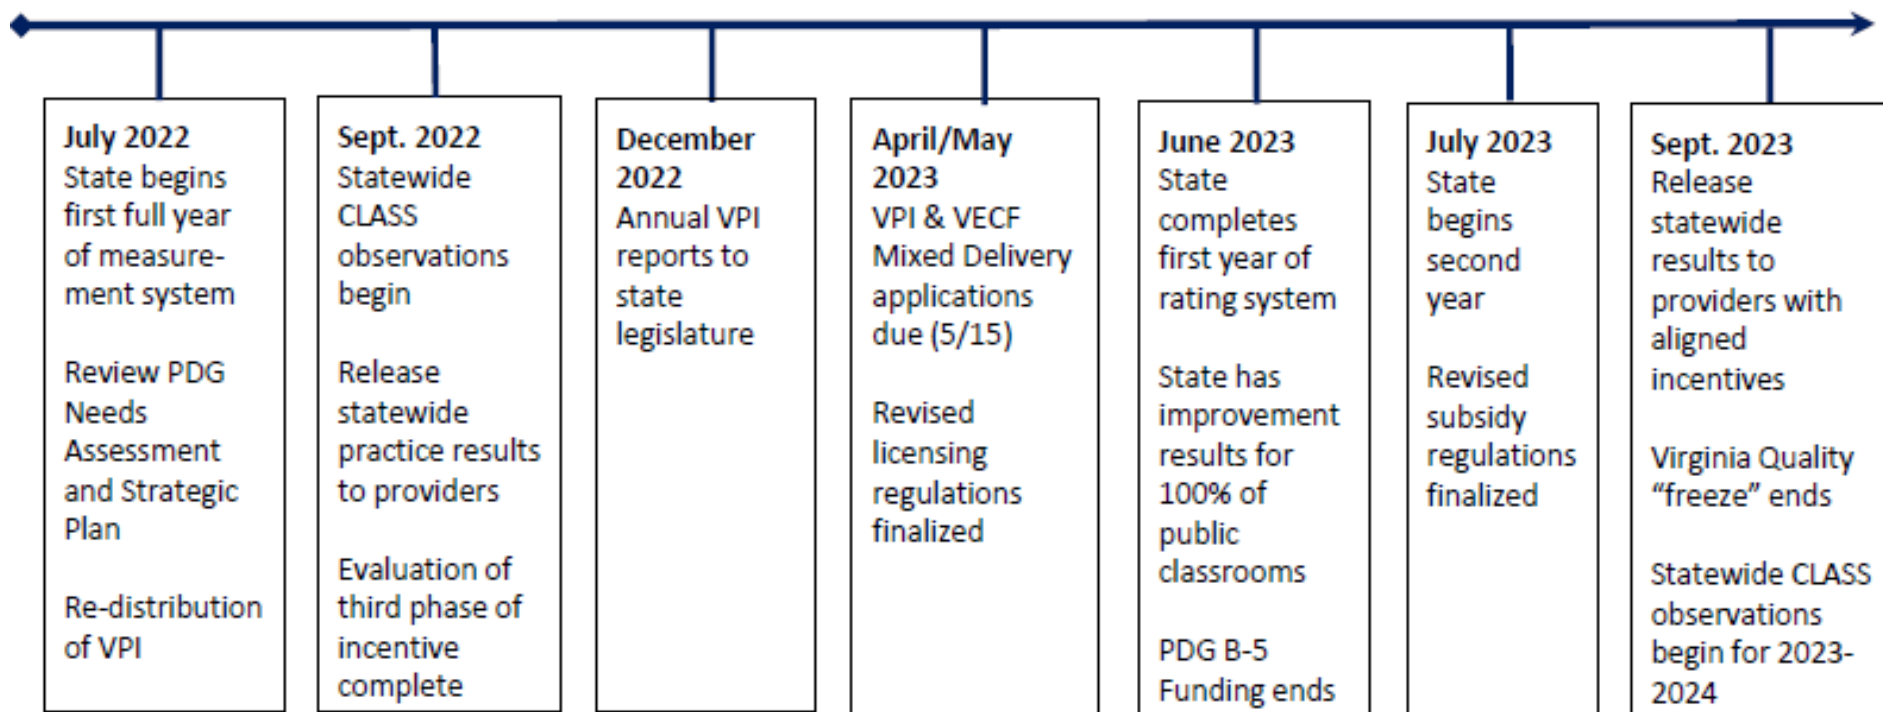 July 2022
State begins
first full year
of measure-
ment system
Review PDG
Needs
Assessment
and Strategic
Plan
Re-distribution
of VPI
Sept. 2022
Statewide
CLASS
observations
begin
Release
statewide
practice results
to providers
Evaluation of
third phase of
incentive
complete
December
2022
Annual VPI
reports to
state
legislature
April/May
2023
VPI & VECF
Mixed Delivery
applications
due (5/15)
Revised
licensing
regulations
finalized
June 2023
State
completes
first year of
rating system
State has
improvement
results for
100% of
public
classrooms
PDG B-5
Funding ends
July 2023
State
begins
second
year
Revised
subsidy
regulations
finalized
Sept. 2023
Release
statewide
results to
providers with
aligned
incentives
Virginia Quality
“freeze” ends
Statewide CLASS
observations
begin for 2023-
2024